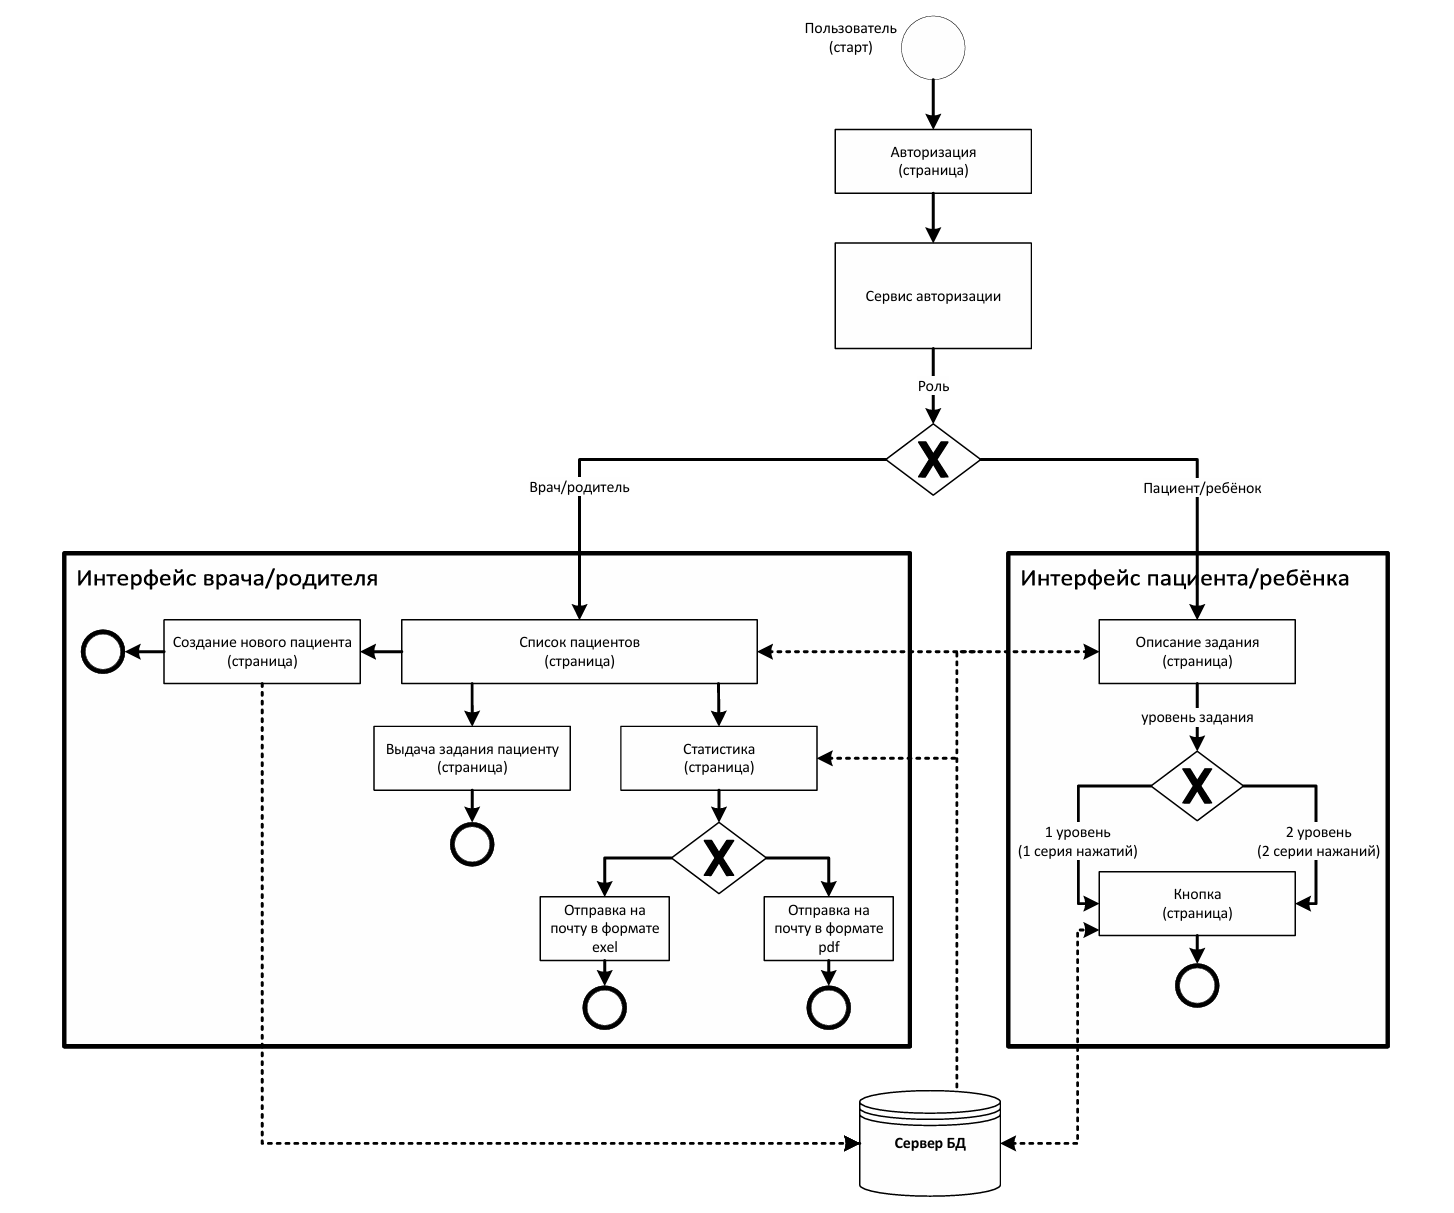 Пользователь
(старт)
Авторизация
(страница)
Сервис авторизации
Роль
X
Врач/родитель
Пациент/ребёнок
Интерфейс врача/родителя
Интерфейс пациента/ребёнка
Создание нового пациента
(страница)
Список пациентов
(страница)
Описание задания
(страница)
уровень задания
Выдача задания пациенту
(страница)
Статистика
(страница)
X
X
1 уровень
(1 серия нажатий)
2 уровень
(2 серии нажаний)
Отправка на
почту в формате
exel
Отправка на
почту в формате
pdf
Кнопка
(страница)
Сервер БД